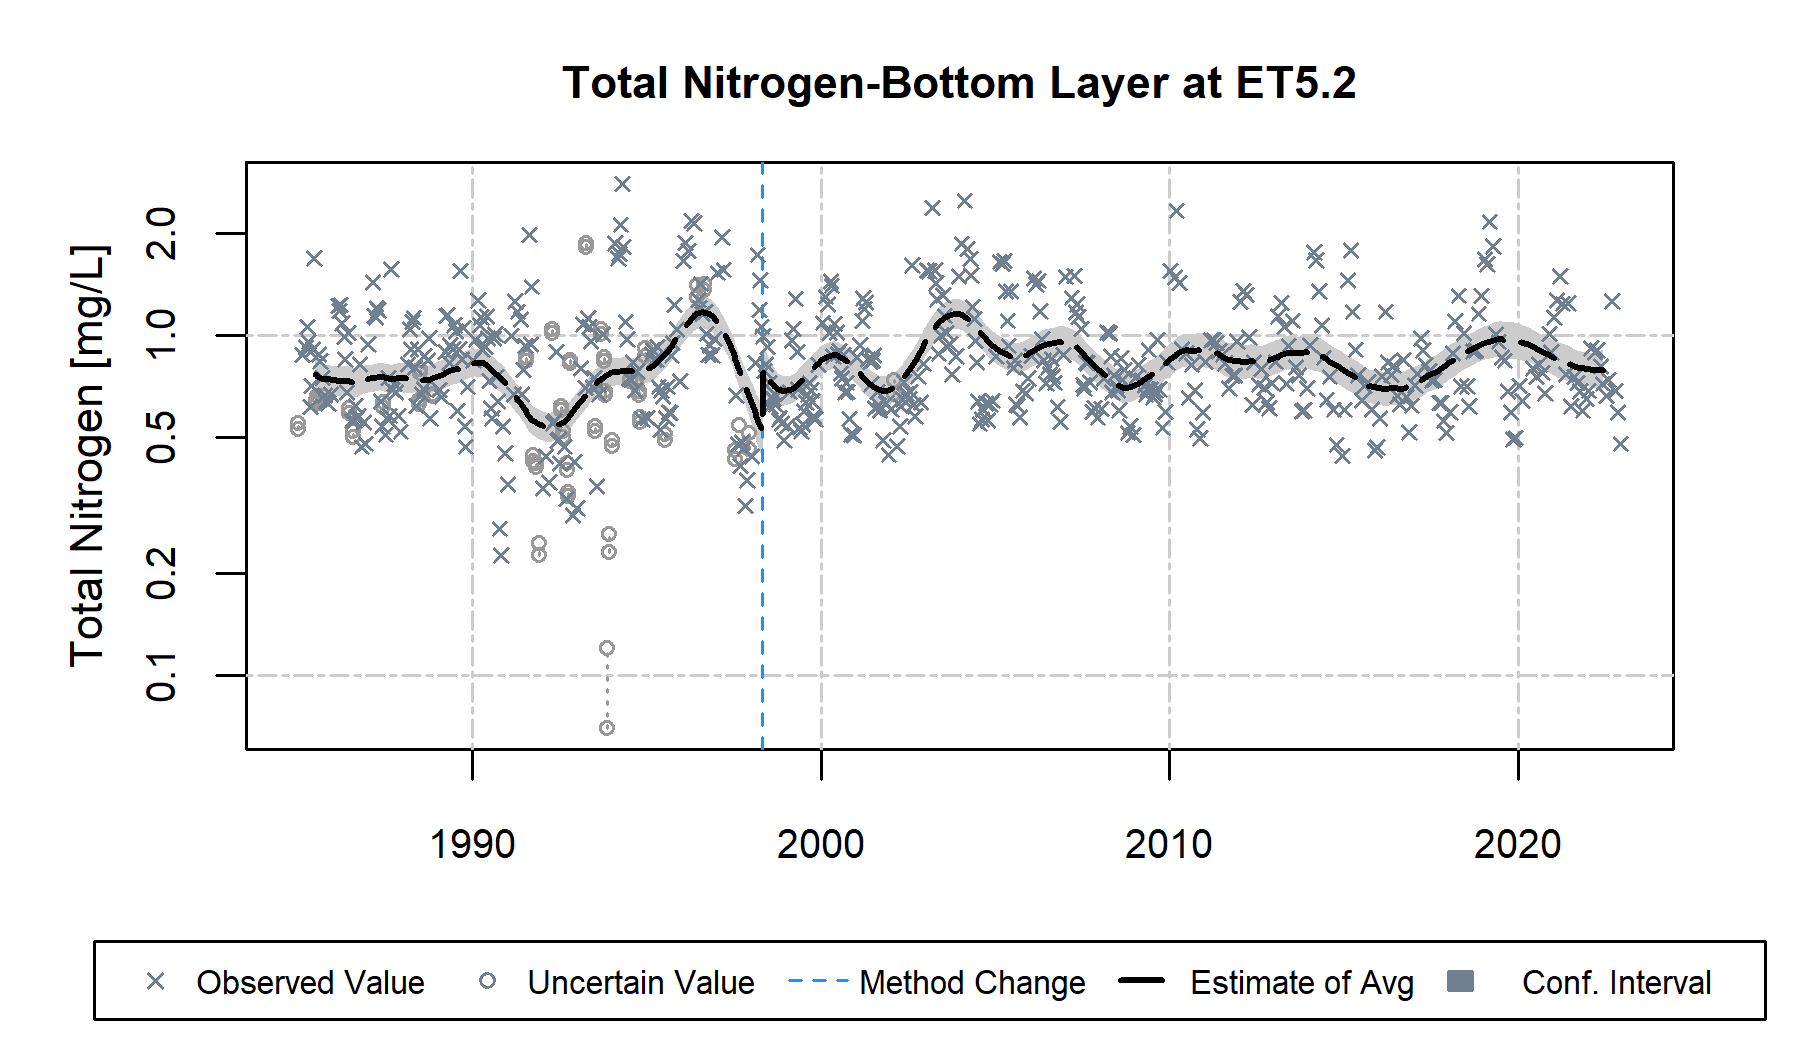 Total Nitrogen-Bottom Layer at ET5.2
Total Nitrogen [mg/L]
2.0
1.0
0.5
0.2
0.1
1990 2000 2010 2020
Observed Value Uncertain Value Method Change Estimate of Avg Conf. Interval